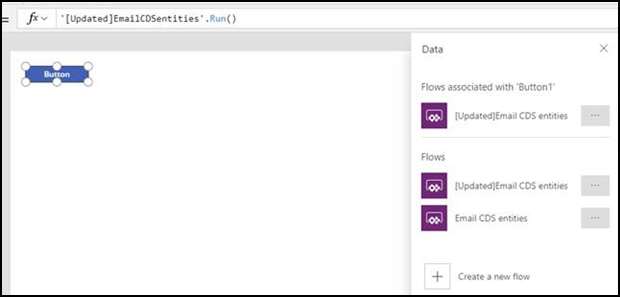 = fx '[Updated]EmailCDSentities'.Run()
Button
Data
Flows associated with 'Button1'
[Updated]Email CDS entities
Flows
[Updated]Email CDS entities
Email CDS entities
Create a new flow